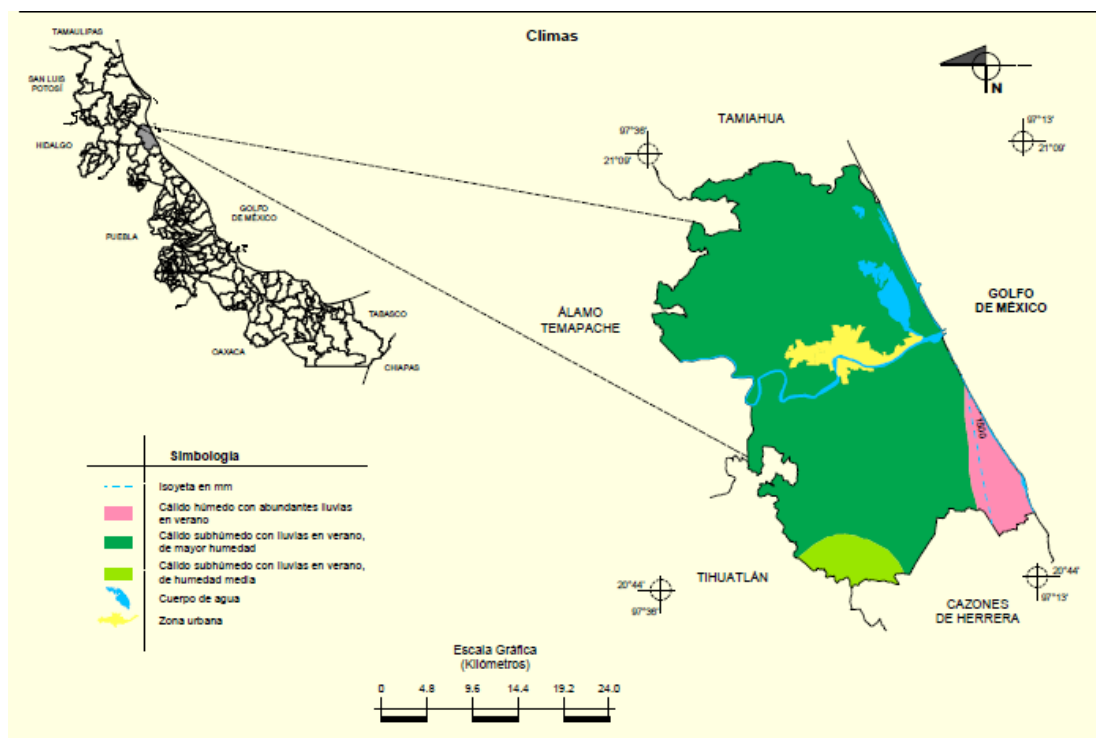 Climas
TAMAULIPAS
SAN LUIS
POTOSÍ
HIDALGO
GOLFO
DE MÉXICO
PUEBLA
TABASCO
OAXACA
CHIAPAS
N
TAMIAHUA
97°36'
21°09'
97°13'
21°09'
ÁLAMO
TEMAPACHE
GOLFO
DE MÉXICO
1500
TIHUATLÁN
20°44'
97°36'
20°44'
97°13'
CAZONES
DE HERRERA
Simbología
Isoyeta en mm
Cálido húmedo con abundantes lluvias
en verano
Cálido subhúmedo con lluvias en verano,
de mayor humedad
Cálido subhúmedo con lluvias en verano,
de humedad media
Cuerpo de agua
Zona urbana
Escala Gráfica
(Kilómetros)
0 4.8 9.6 14.4 19.2 24.0